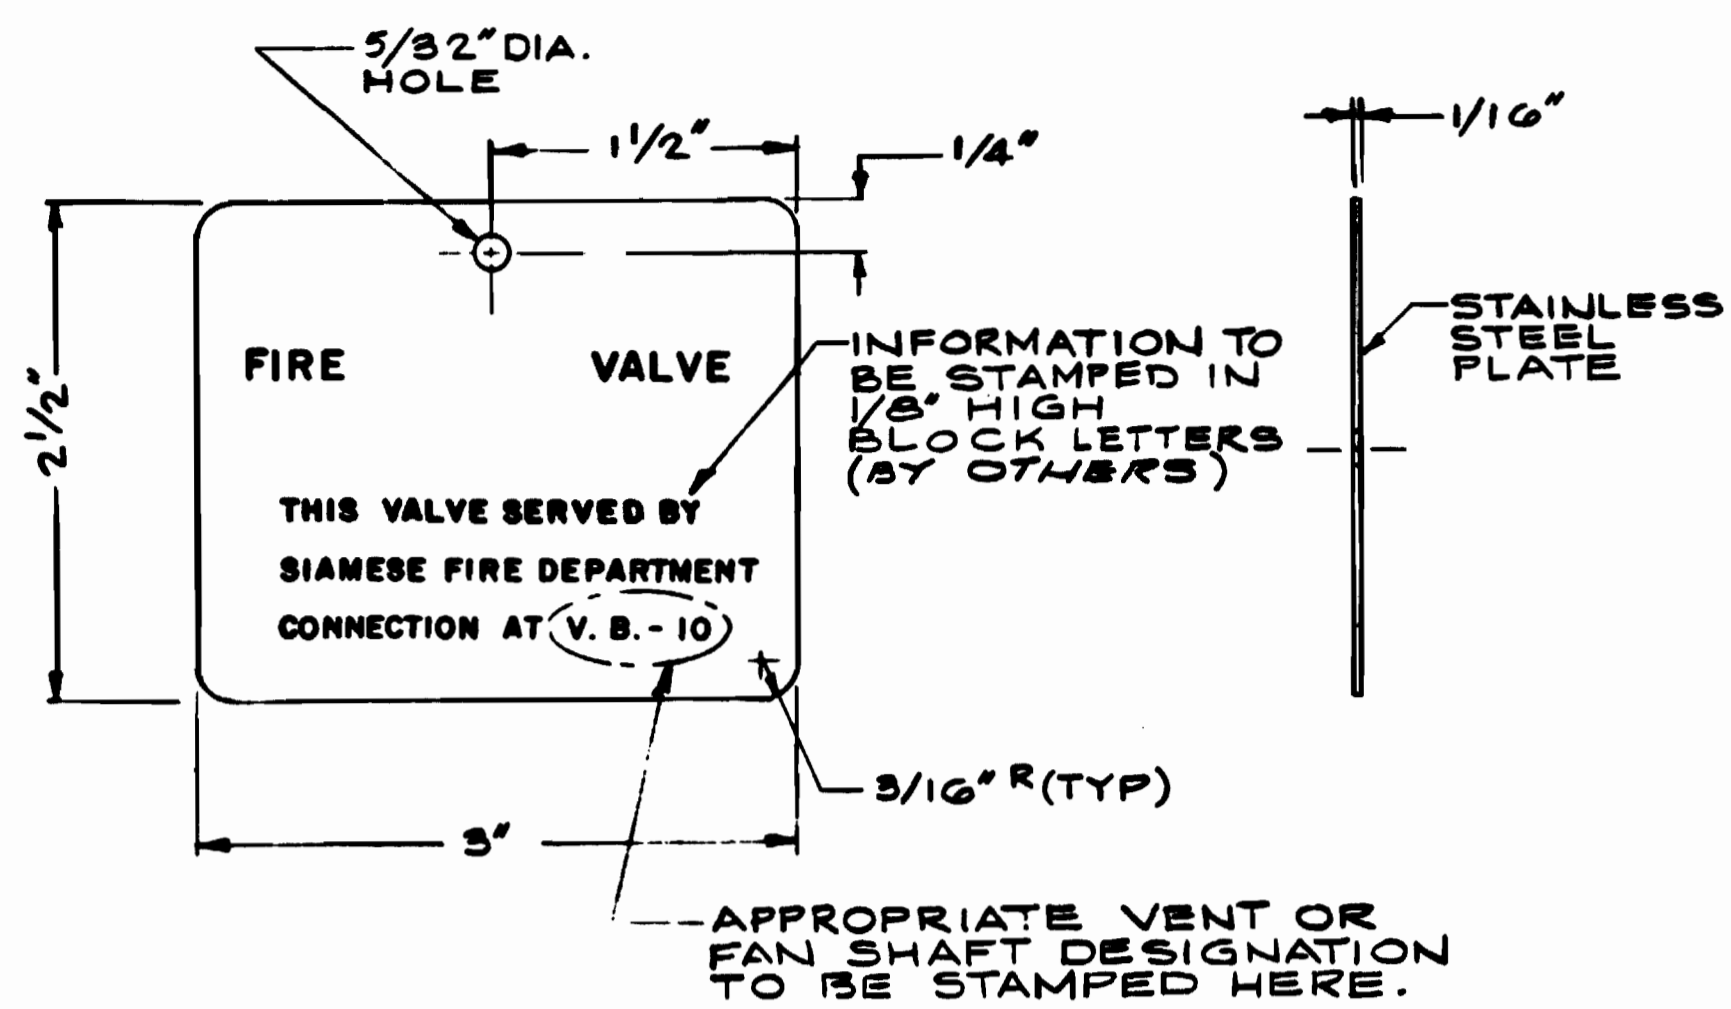 5/32" DIA.
HOLE
1 1/2"
1/4"
1/16"
2 1/2"
FIRE VALVE
INFORMATION TO
BE STAMPED IN
1/8" HIGH
BLOCK LETTERS
(BY OTHERS)
STAINLESS
STEEL
PLATE
THIS VALVE SERVED BY
SIAMESE FIRE DEPARTMENT
CONNECTION AT V. B. - 10
3/16" R (TYP)
3"
APPROPRIATE VENT OR
FAN SHAFT DESIGNATION
TO BE STAMPED HERE.